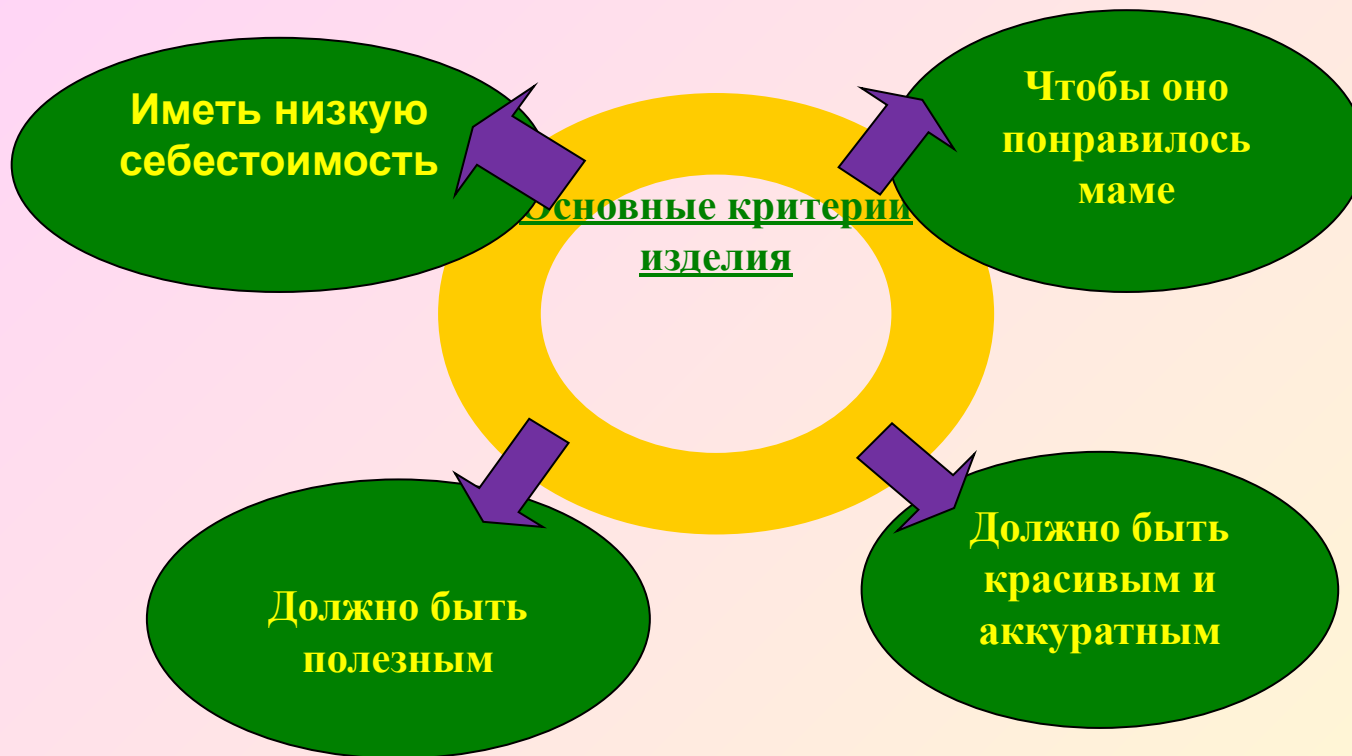 Иметь низкую
себестоимость
Чтобы оно
понравилось
маме
Основные критерии
изделия
Должно быть
полезным
Должно быть
красивым и
аккуратным